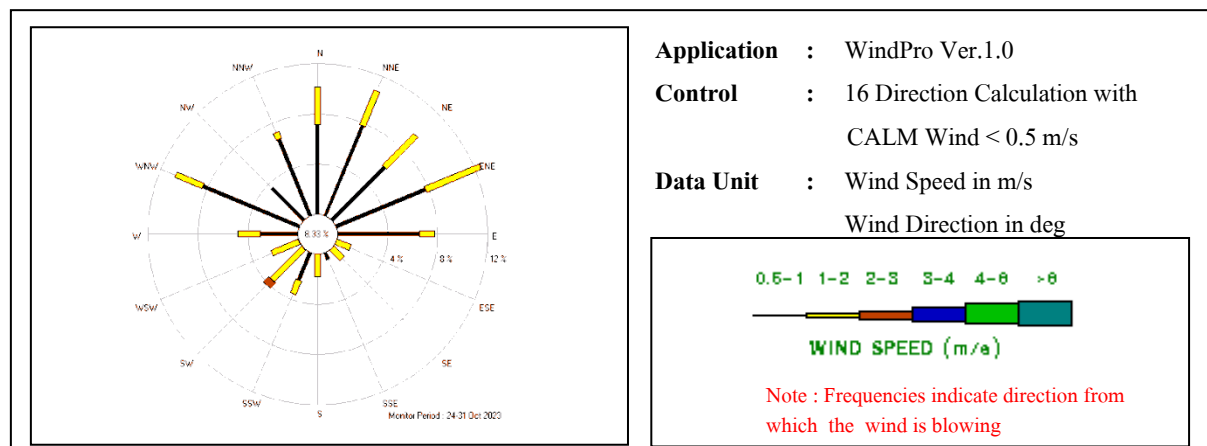 N
NNW
NNE
NW
NE
WNW
ENE
W
8.33 %
E
4 %
8 %
12 %
WSW
ESE
SW
SE
SSW
SSE
S
Monitor Period : 24-31 Oct 2023
Application : WindPro Ver.1.0
Control : 16 Direction Calculation with
CALM Wind < 0.5 m/s
Data Unit : Wind Speed in m/s
Wind Direction in deg
0.5-1 1-2 2-3 3-4 4-8 >8
WIND SPEED (m/s)
Note : Frequencies indicate direction from
which the wind is blowing